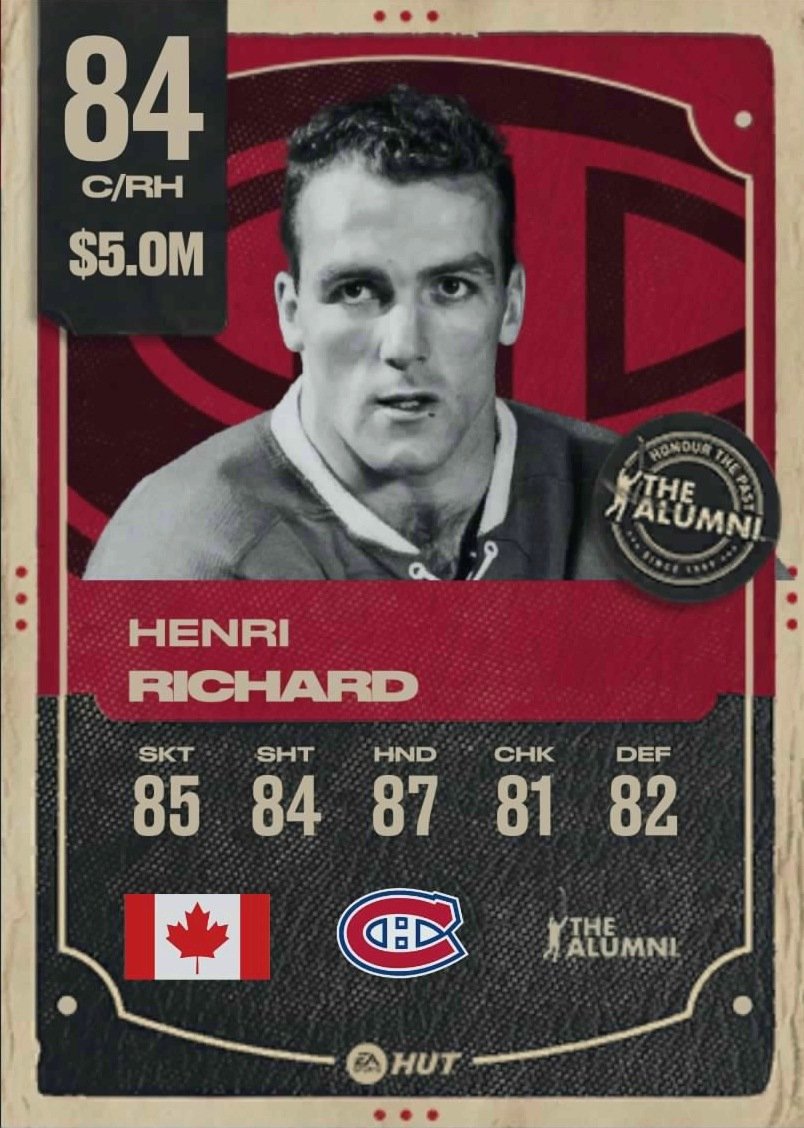 84
C/RH
$5.0M
HONOUR THE PAST
THE
ALUMNI
HENRI
RICHARD
SKT SHT HND CHK DEF
85 84 87 81 82
THE
ALUMNI
EA
HUT